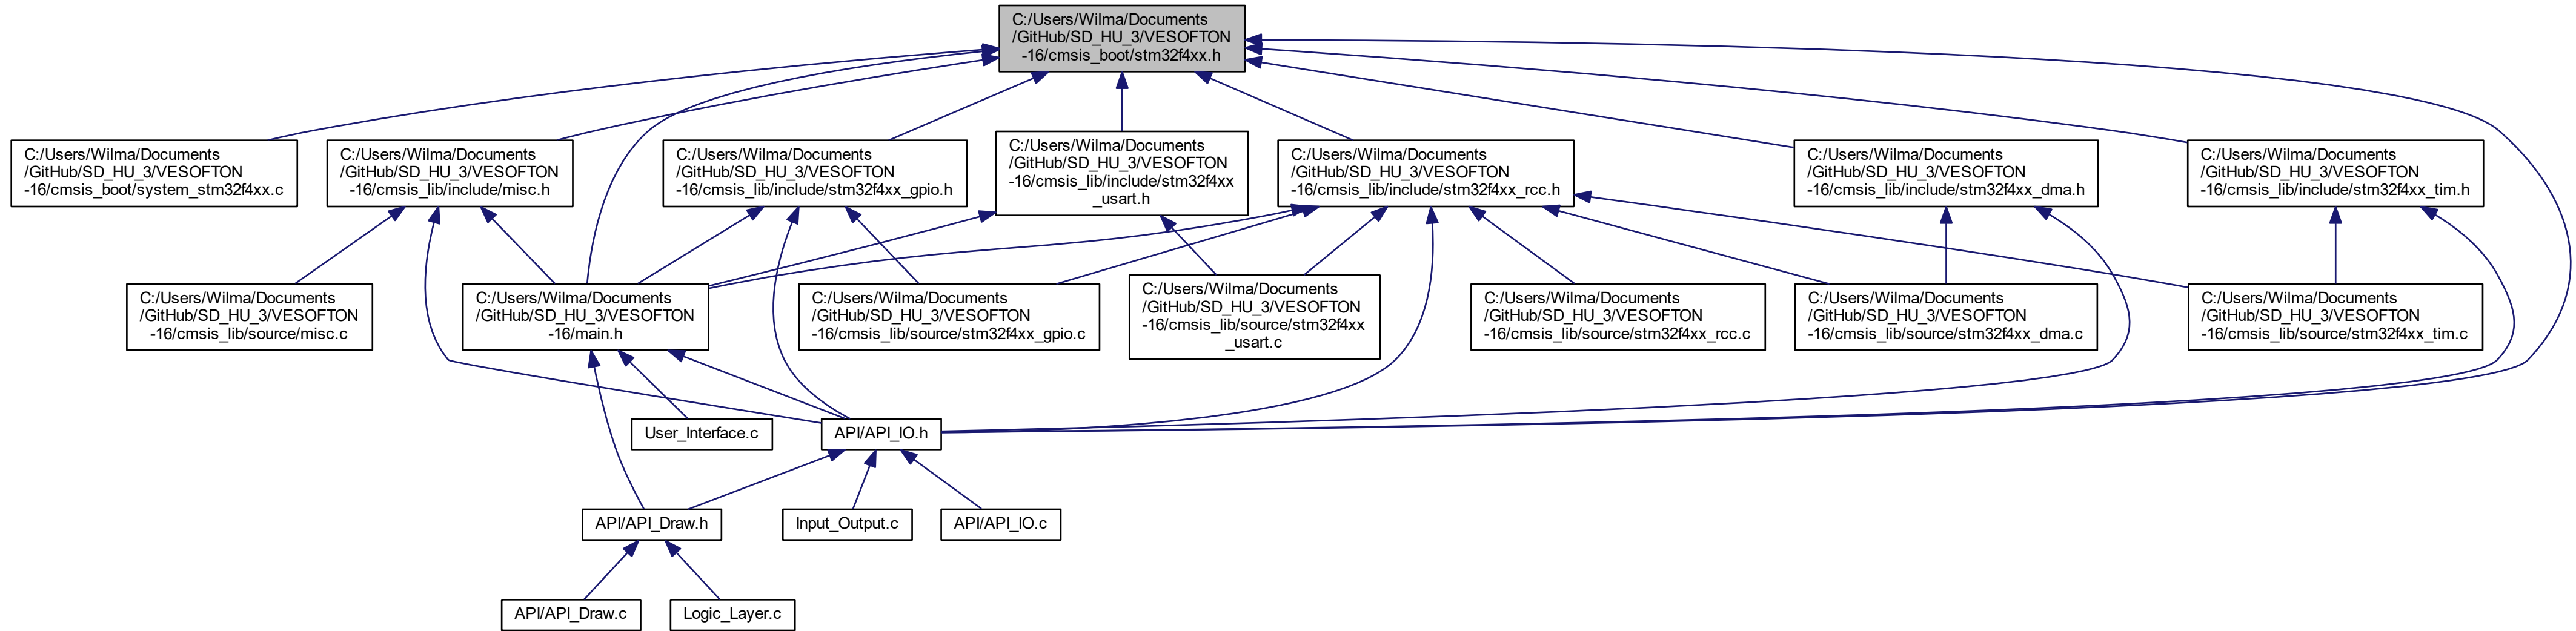 C:/Users/Wilma/Documents
/GitHub/SD_HU_3/VESOFTON
-16/cmsis_boot/stm32f4xx.h
C:/Users/Wilma/Documents
/GitHub/SD_HU_3/VESOFTON
-16/cmsis_boot/system_stm32f4xx.c
C:/Users/Wilma/Documents
/GitHub/SD_HU_3/VESOFTON
-16/cmsis_lib/include/misc.h
C:/Users/Wilma/Documents
/GitHub/SD_HU_3/VESOFTON
-16/cmsis_lib/include/stm32f4xx_gpio.h
C:/Users/Wilma/Documents
/GitHub/SD_HU_3/VESOFTON
-16/cmsis_lib/include/stm32f4xx
_usart.h
C:/Users/Wilma/Documents
/GitHub/SD_HU_3/VESOFTON
-16/cmsis_lib/include/stm32f4xx_rcc.h
C:/Users/Wilma/Documents
/GitHub/SD_HU_3/VESOFTON
-16/cmsis_lib/include/stm32f4xx_dma.h
C:/Users/Wilma/Documents
/GitHub/SD_HU_3/VESOFTON
-16/cmsis_lib/include/stm32f4xx_tim.h
C:/Users/Wilma/Documents
/GitHub/SD_HU_3/VESOFTON
-16/cmsis_lib/source/misc.c
C:/Users/Wilma/Documents
/GitHub/SD_HU_3/VESOFTON
-16/main.h
C:/Users/Wilma/Documents
/GitHub/SD_HU_3/VESOFTON
-16/cmsis_lib/source/stm32f4xx_gpio.c
C:/Users/Wilma/Documents
/GitHub/SD_HU_3/VESOFTON
-16/cmsis_lib/source/stm32f4xx
_usart.c
C:/Users/Wilma/Documents
/GitHub/SD_HU_3/VESOFTON
-16/cmsis_lib/source/stm32f4xx_rcc.c
C:/Users/Wilma/Documents
/GitHub/SD_HU_3/VESOFTON
-16/cmsis_lib/source/stm32f4xx_dma.c
C:/Users/Wilma/Documents
/GitHub/SD_HU_3/VESOFTON
-16/cmsis_lib/source/stm32f4xx_tim.c
User_Interface.c
API/API_IO.h
API/API_Draw.h
Input_Output.c
API/API_IO.c
API/API_Draw.c
Logic_Layer.c